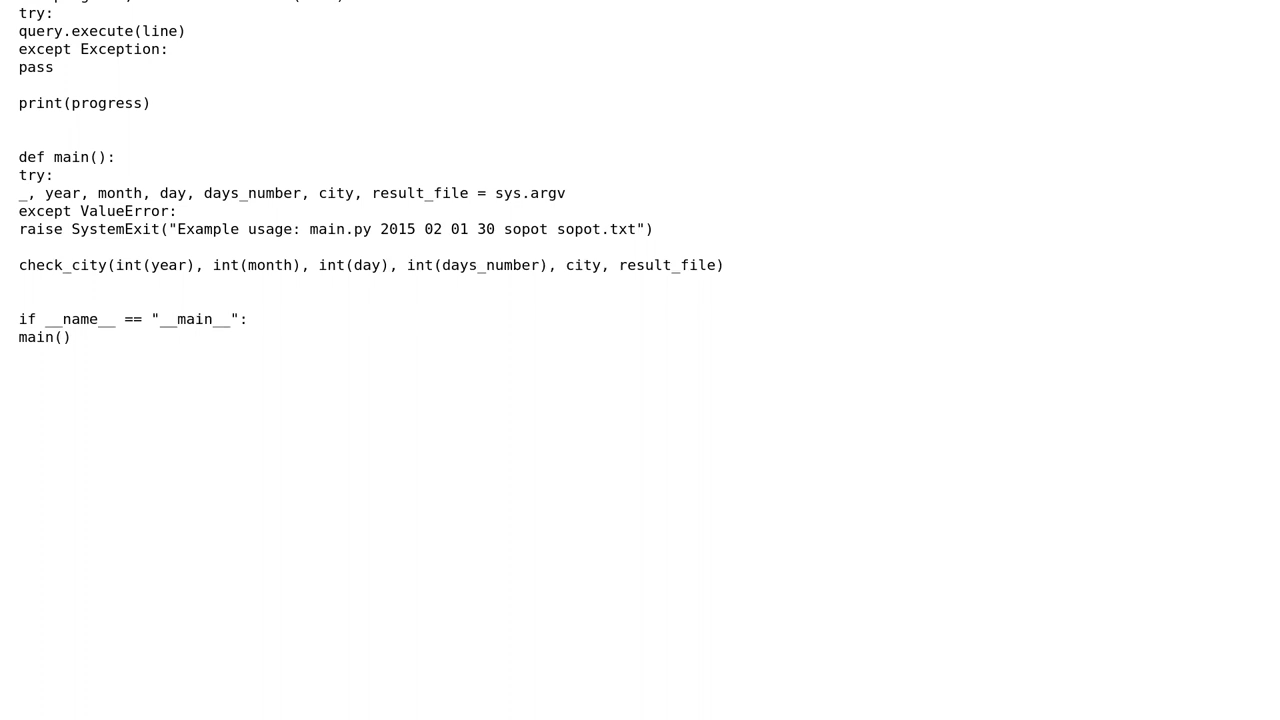 try:
query.execute(line)
except Exception:
pass

print(progress)


def main():
try:
_, year, month, day, days_number, city, result_file = sys.argv
except ValueError:
raise SystemExit("Example usage: main.py 2015 02 01 30 sopot sopot.txt")

check_city(int(year), int(month), int(day), int(days_number), city, result_file)


if __name__ == "__main__":
main()